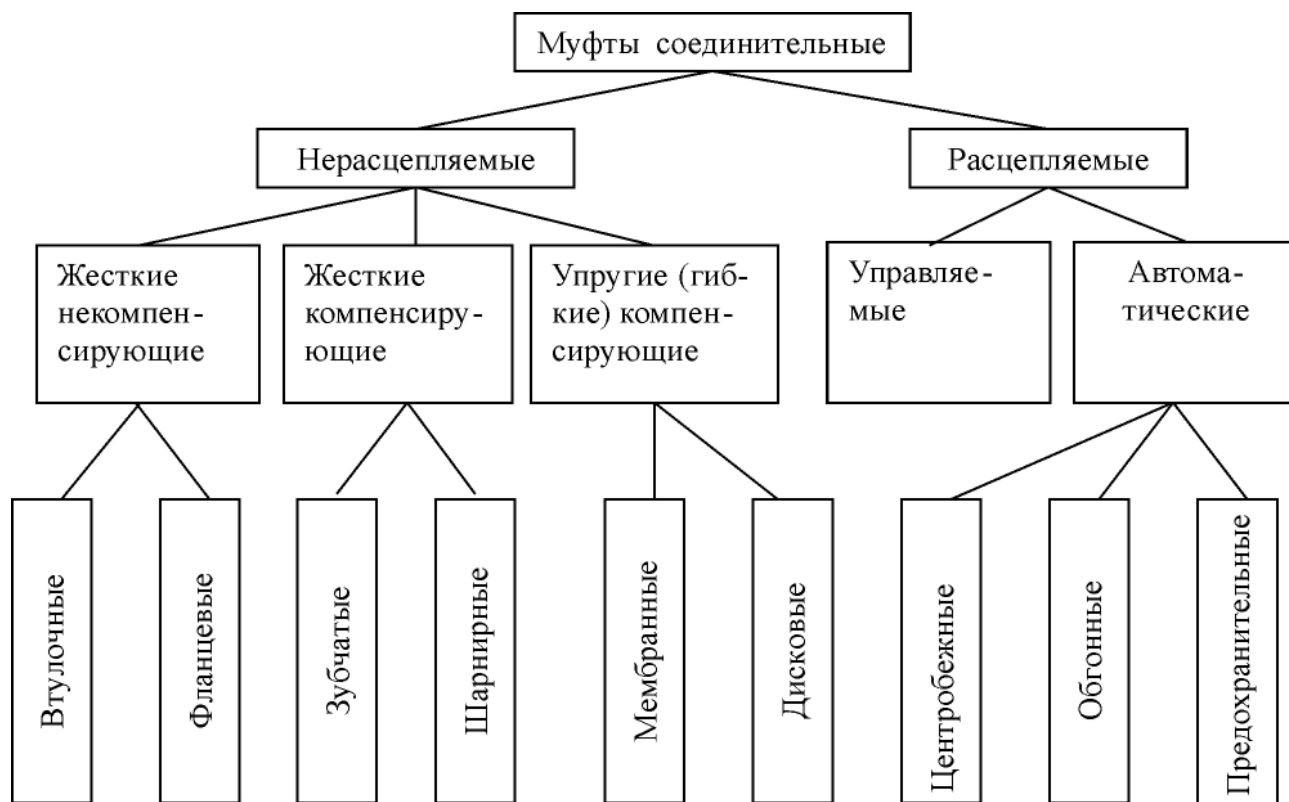 Муфты соединительные
Нерасцепляемые
Расцепляемые
Жесткие
некомпен-
сирующие
Жесткие
компенсиру-
ющие
Упругие (гиб-
кие) компен-
сирующие
Управляе-
мые
Автома-
тические
Втулочные
Фланцевые
Зубчатые
Шарнирные
Мембранные
Дисковые
Центробежные
Обгонные
Предохранительные